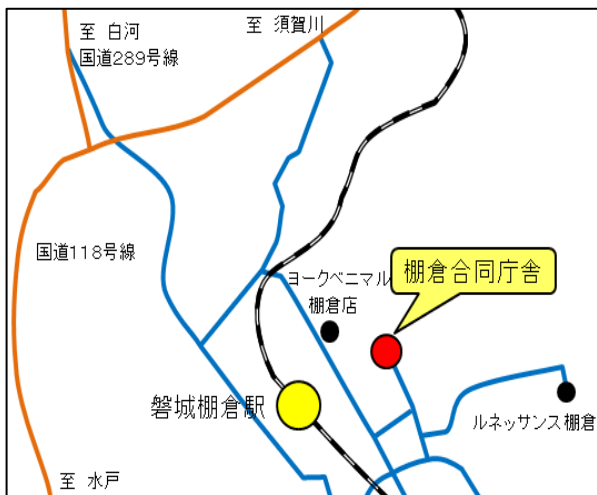 至 白河
国道289号線
至 須賀川
国道118号線
ヨークベニマル
棚倉店
棚倉合同庁舎
磐城棚倉駅
ルネッサンス棚倉
至 水戸